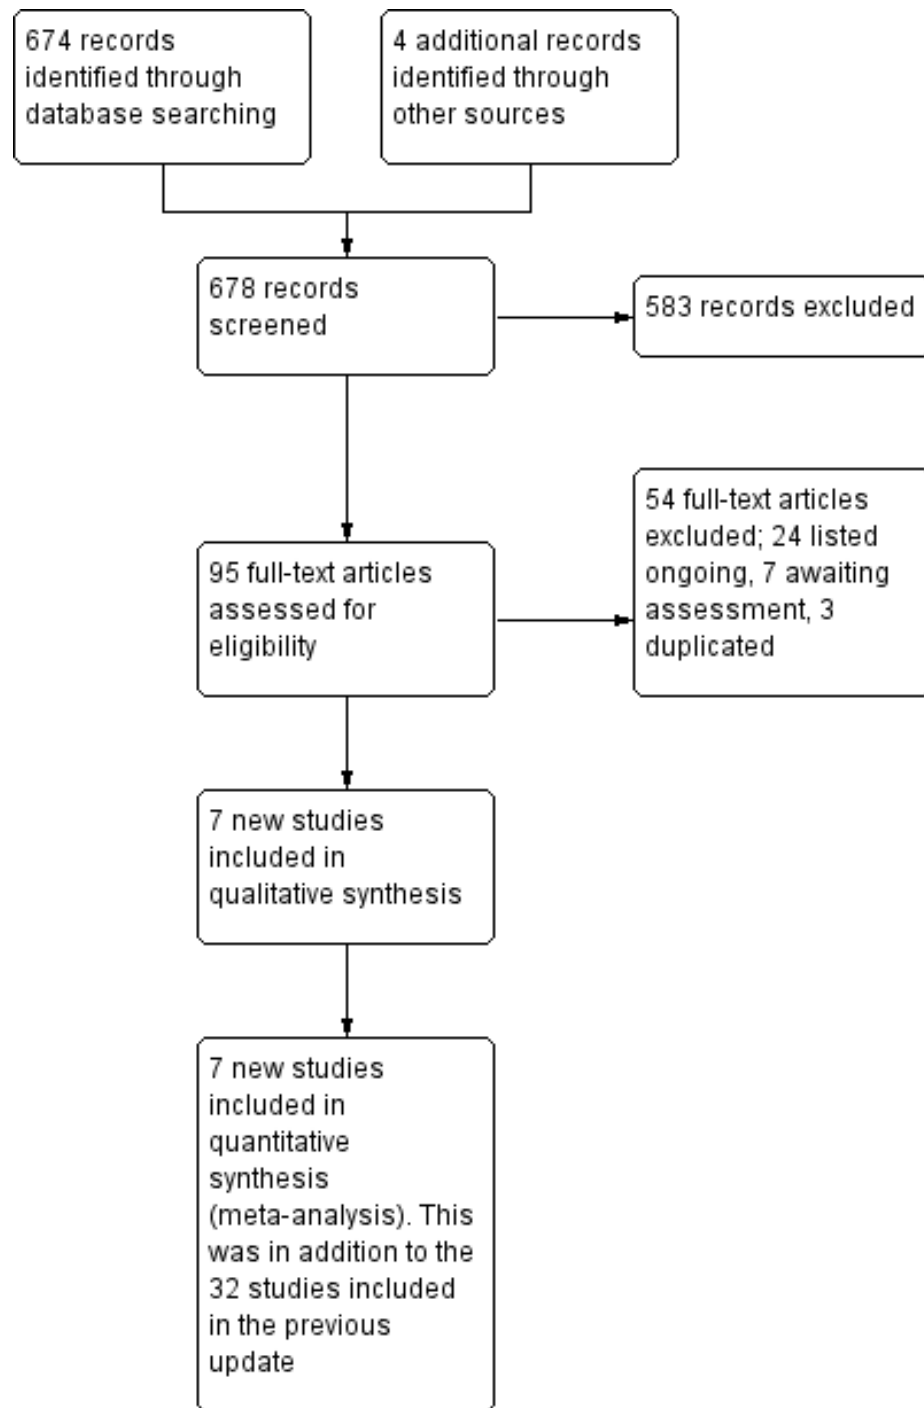 674 records
identified through
database searching
4 additional records
identified through
other sources
678 records
screened
583 records excluded
95 full-text articles
assessed for
eligibility
54 full-text articles
excluded; 24 listed
ongoing, 7 awaiting
assessment, 3
duplicated
7 new studies
included in
qualitative synthesis
7 new studies
included in
quantitative
synthesis
(meta-analysis). This
was in addition to the
32 studies included
in the previous
update